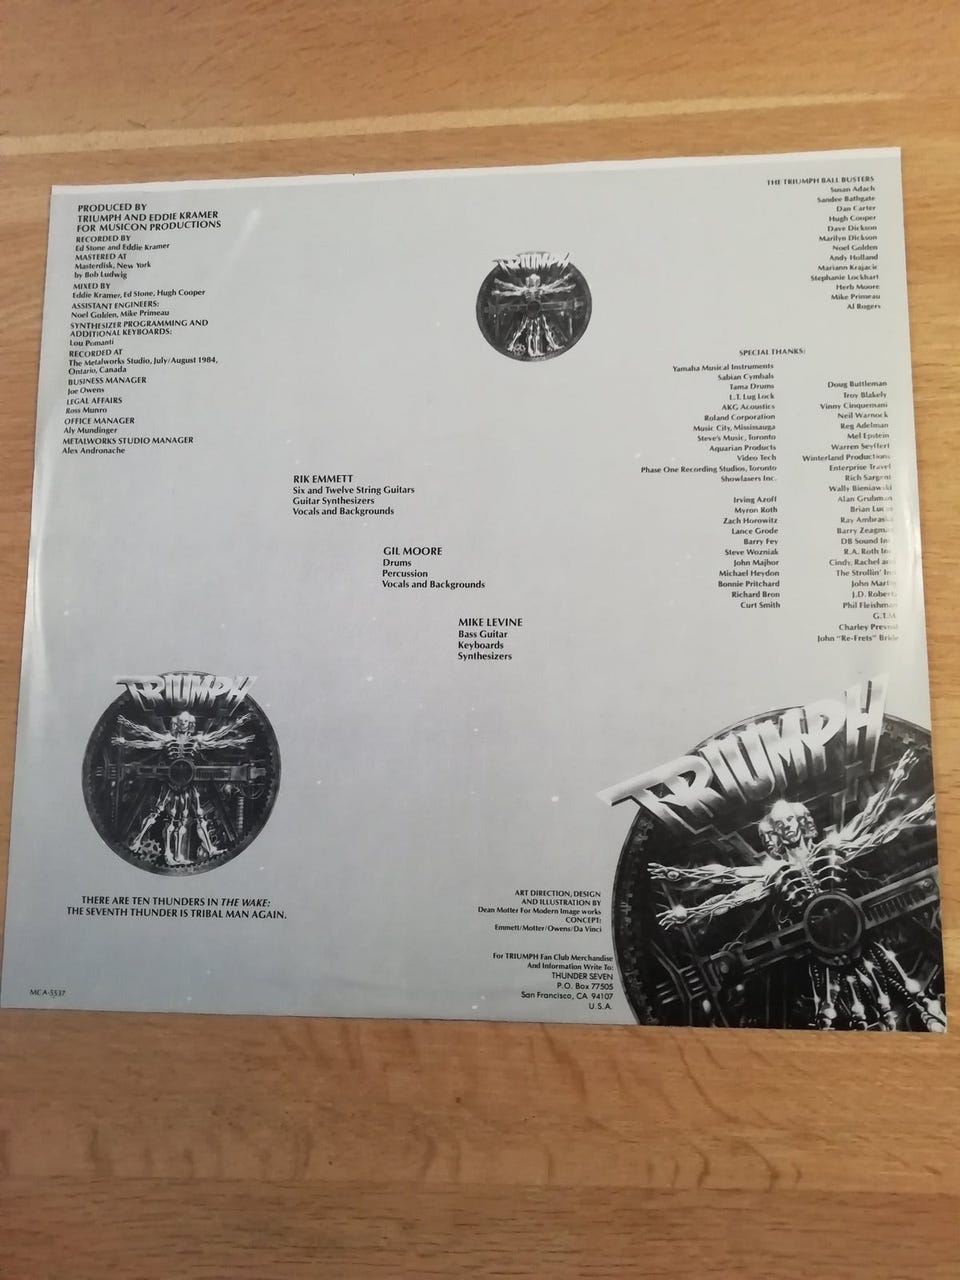 PRODUCED BY
TRIUMPH AND EDDIE KRAMER
FOR MUSICON PRODUCTIONS
RECORDED BY
Ed Stone and Eddie Kramer
MASTERED AT
Masterdisk, New York
by Bob Ludwig
MIXED BY
Eddie Kramer, Ed Stone, Hugh Cooper
ASSISTANT ENGINEERS:
Noel Golden, Mike Primeau
SYNTHESIZER PROGRAMMING AND
ADDITIONAL KEYBOARDS:
Lou Pomanti
RECORDED AT
The Metalworks Studio, July/August 1984,
Ontario, Canada
BUSINESS MANAGER
Joe Owens
LEGAL AFFAIRS
Ross Munro
OFFICE MANAGER
Aly Mundinger
METALWORKS STUDIO MANAGER
Alex Andronache
TRIUMPH
THE TRIUMPH BALL BUSTERS
Susan Adach
Sandee Bathgate
Dan Carter
Hugh Cooper
Dave Dickson
Marilyn Dickson
Noel Golden
Andy Holland
Mariann Krajacic
Stephanie Lockhart
Herb Moore
Mike Primeau
Al Rogers
SPECIAL THANKS:
Yamaha Musical Instruments
Sabian Cymbals
Tama Drums
L.T. Lug Lock
AKG Acoustics
Roland Corporation
Music City, Mississauga
Steve's Music, Toronto
Aquarian Products
Video Tech
Phase One Recording Studios, Toronto
Showlasers Inc.
Irving Azoff
Myron Roth
Zach Horowitz
Lance Grode
Barry Fey
Steve Wozniak
John Majhor
Michael Heydon
Bonnie Pritchard
Richard Bron
Curt Smith
Doug Buttleman
Troy Blakely
Vinny Cinquemani
Neil Warnock
Reg Adelman
Mel Epstein
Warren Seyffert
Winterland Productions
Enterprise Travel
Rich Sargent
Wally Bieniawski
Alan Grubman
Brian
Ray
Barry
DB Sound
R.A. Roth
Cindy, Rachel
The Strollin'
John
J.D.
Phil Fleishman
G.T.M.
Charley
John "Re-Frets"
RIK EMMETT
Six and Twelve String Guitars
Guitar Synthesizers
Vocals and Backgrounds
GIL MOORE
Drums
Percussion
Vocals and Backgrounds
MIKE LEVINE
Bass Guitar
Keyboards
Synthesizers
TRIUMPH
THERE ARE TEN THUNDERS IN THE WAKE:
THE SEVENTH THUNDER IS TRIBAL MAN AGAIN.
TRIUMPH
ART DIRECTION, DESIGN
AND ILLUSTRATION BY
Dean Motter For Modern Image works
CONCEPT:
Emmett/Motter/Owens/Da Vinci
For TRIUMPH Fan Club Merchandise
And Information Write To:
THUNDER SEVEN
P.O. Box 77505
San Francisco, CA 94107
U.S.A.
MCA-5537